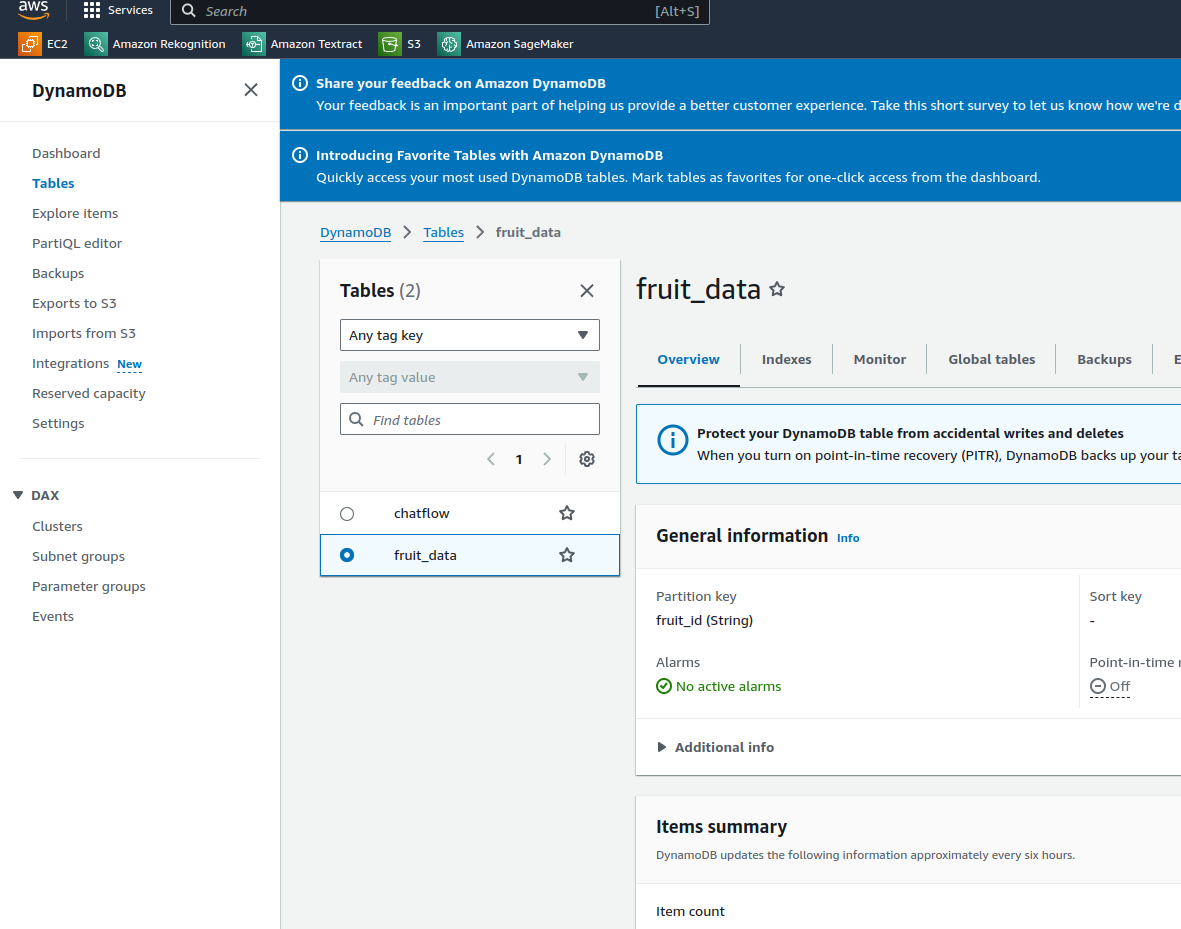 aws
Services
Search [Alt+S]
EC2 Amazon Rekognition Amazon Textract S3 Amazon SageMaker
DynamoDB
Dashboard
Tables
Explore items
PartiQL editor
Backups
Exports to S3
Imports from S3
Integrations New
Reserved capacity
Settings
DAX
Clusters
Subnet groups
Parameter groups
Events
Share your feedback on Amazon DynamoDB
Your feedback is an important part of helping us provide a better customer experience. Take this short survey to let us know how we're d
Introducing Favorite Tables with Amazon DynamoDB
Quickly access your most used DynamoDB tables. Mark tables as favorites for one-click access from the dashboard.
DynamoDB Tables fruit_data
Tables (2)
Any tag key
Any tag value
Find tables
1
chatflow
fruit_data
fruit_data
Overview Indexes Monitor Global tables Backups E
Protect your DynamoDB table from accidental writes and deletes
When you turn on point-in-time recovery (PITR), DynamoDB backs up your ta
General information Info
Partition key
fruit_id (String)
Sort key
-
Alarms
No active alarms
Point-in-time r
Off
Additional info
Items summary
DynamoDB updates the following information approximately every six hours.
Item count